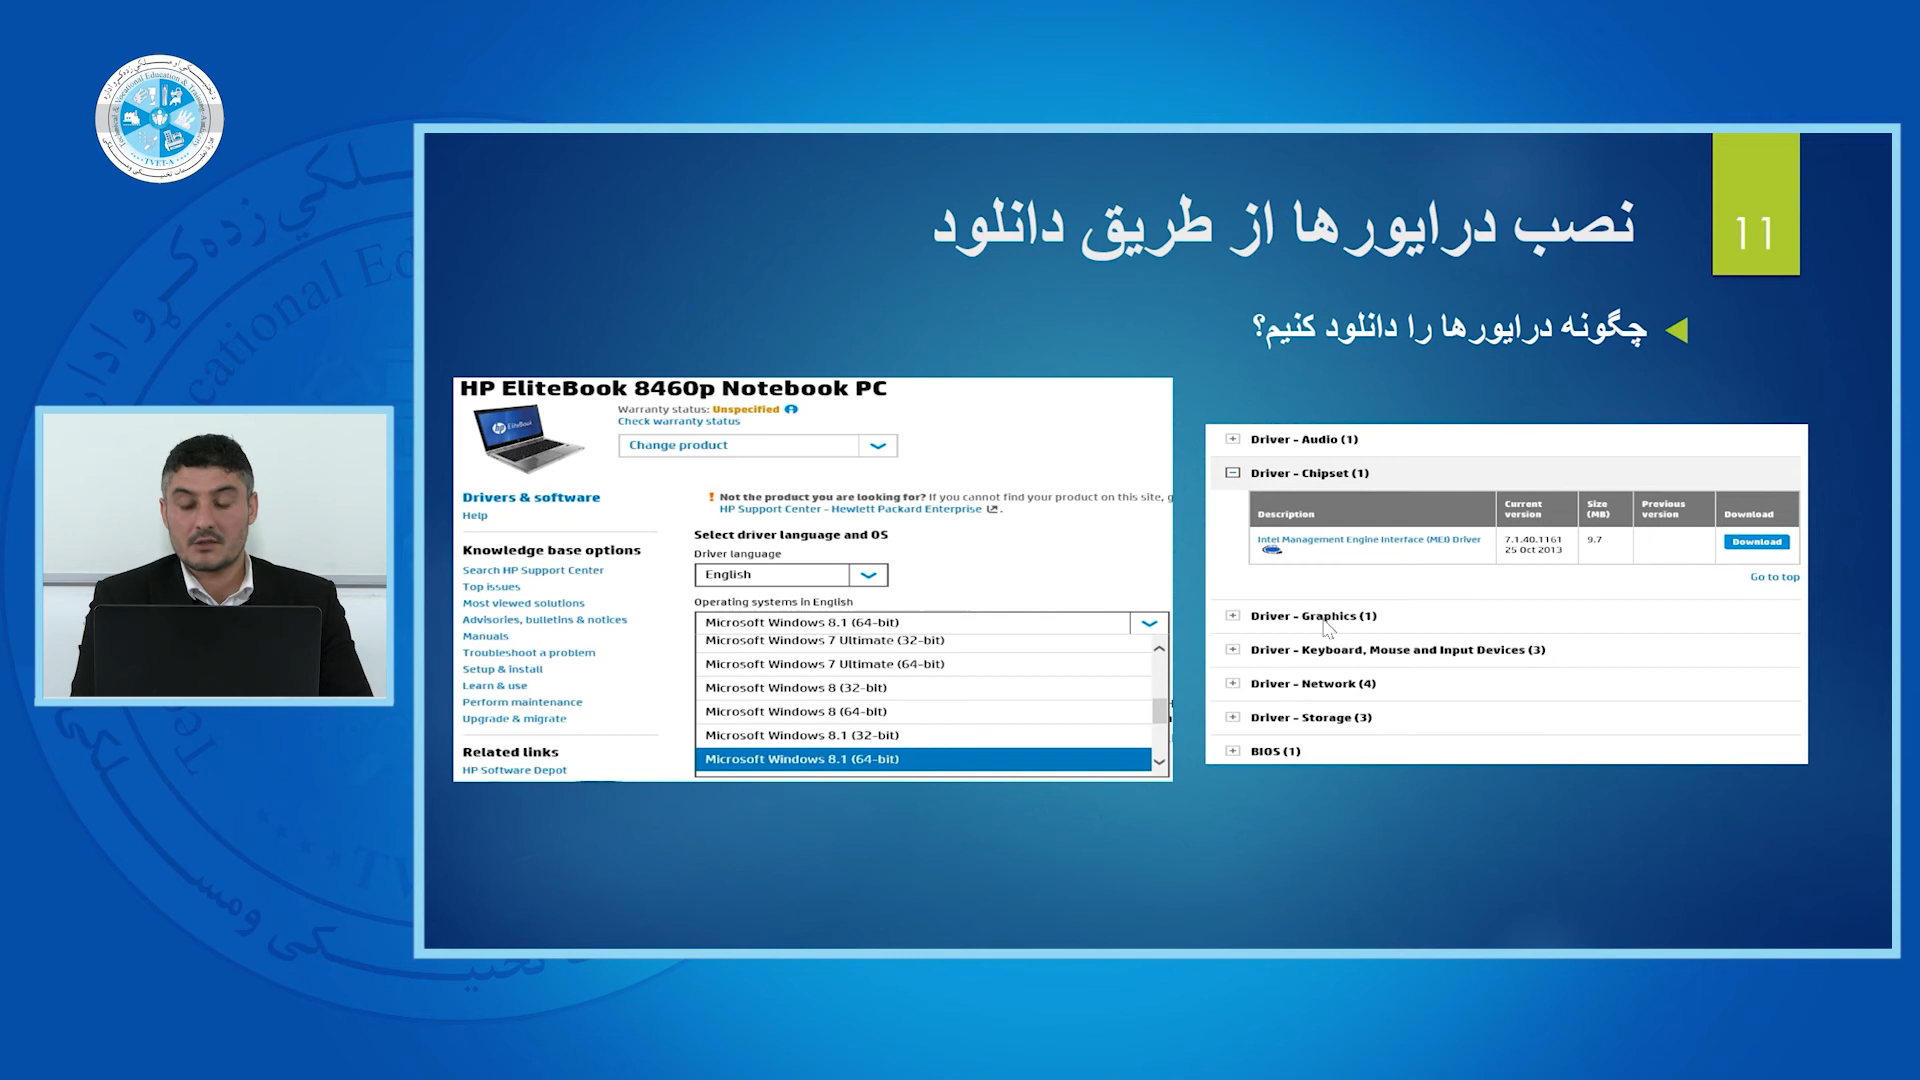 Technical & Vocational Education & Training Authority
TVET-A
11
نصب درایورها از طریق دانلود
چگونه درایورها را دانلود کنیم؟
HP EliteBook 8460p Notebook PC
Warranty status: Unspecified
Check warranty status
Change product
Drivers & software
Help
Knowledge base options
Search HP Support Center
Top issues
Most viewed solutions
Advisories, bulletins & notices
Manuals
Troubleshoot a problem
Setup & install
Learn & use
Perform maintenance
Upgrade & migrate
Related links
HP Software Depot
! Not the product you are looking for? If you cannot find your product on this site, g
HP Support Center - Hewlett Packard Enterprise .
Select driver language and OS
Driver language
English
Operating systems in English
Microsoft Windows 8.1 (64-bit)
Microsoft Windows 7 Ultimate (32-bit)
Microsoft Windows 7 Ultimate (64-bit)
Microsoft Windows 8 (32-bit)
Microsoft Windows 8 (64-bit)
Microsoft Windows 8.1 (32-bit)
Microsoft Windows 8.1 (64-bit)
Driver - Audio (1)
Driver - Chipset (1)
Description Current version Size (MB) Previous version Download
Intel Management Engine Interface (MEI) Driver 7.1.40.1161 9.7 Download
25 Oct 2013
Go to top
Driver - Graphics (1)
Driver - Keyboard, Mouse and Input Devices (3)
Driver - Network (4)
Driver - Storage (3)
BIOS (1)